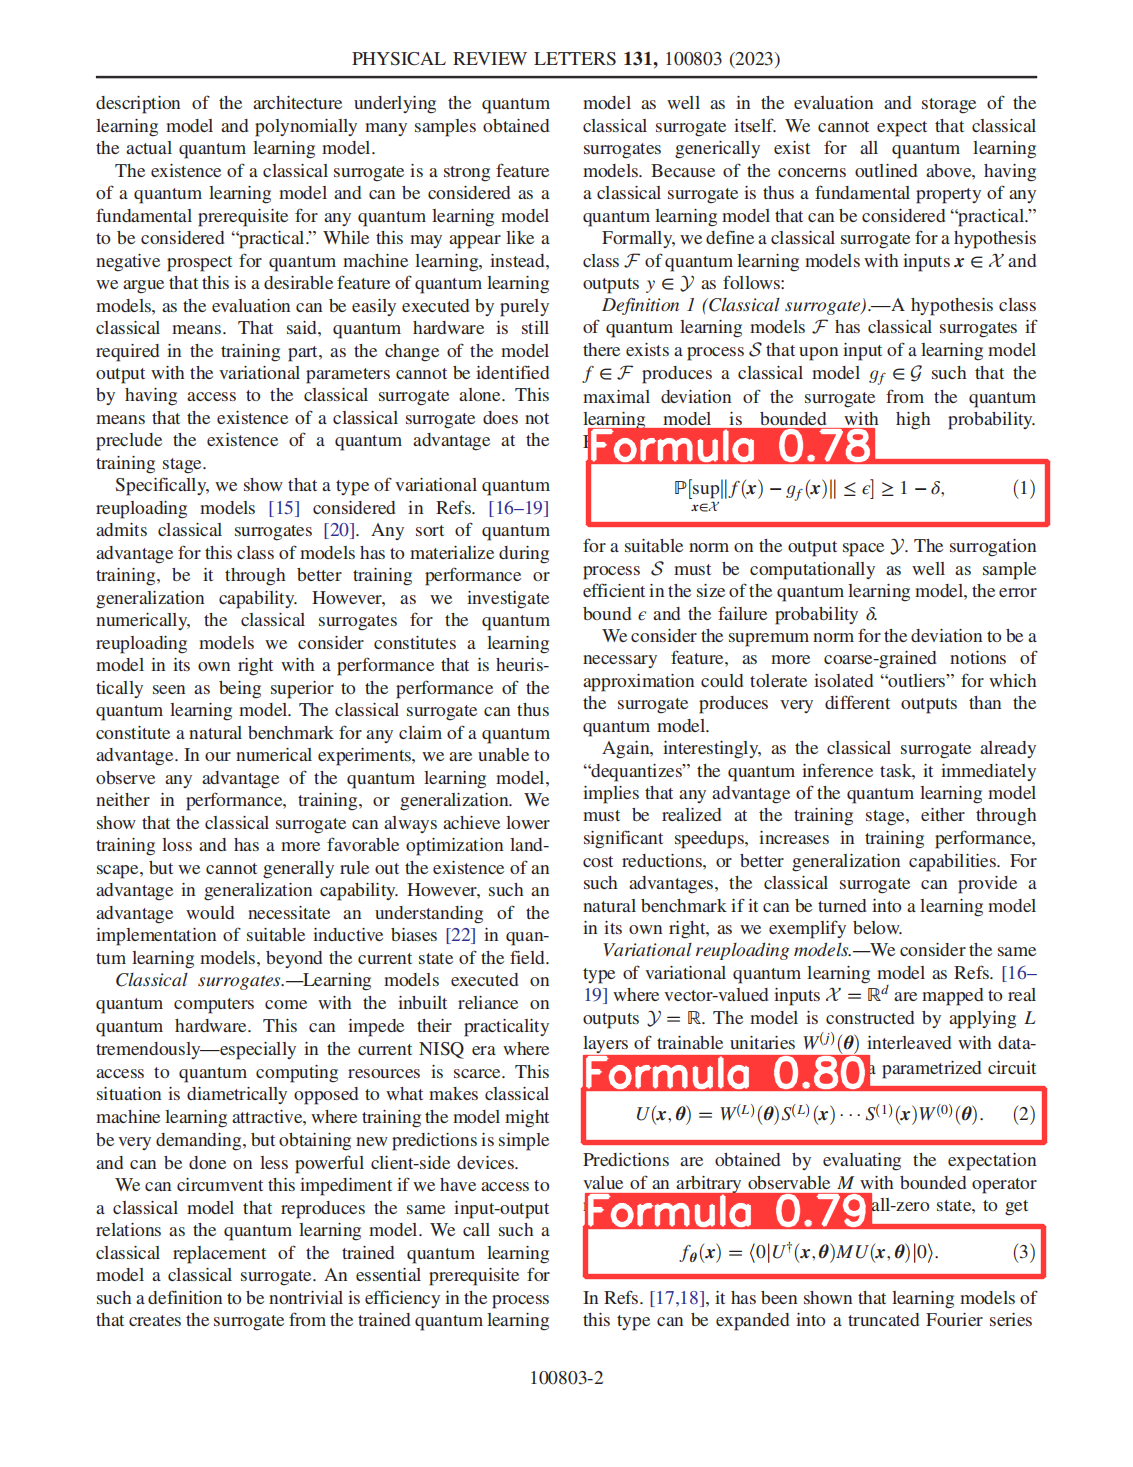 PHYSICAL REVIEW LETTERS 131, 100803 (2023)
description of the architecture underlying the quantum
learning model and polynomially many samples obtained
the actual quantum learning model.
The existence of a classical surrogate is a strong feature
of a quantum learning model and can be considered as a
fundamental prerequisite for any quantum learning model
to be considered “practical.” While this may appear like a
negative prospect for quantum machine learning, instead,
we argue that this is a desirable feature of quantum learning
models, as the evaluation can be easily executed by purely
classical means. That said, quantum hardware is still
required in the training part, as the change of the model
output with the variational parameters cannot be identified
by having access to the classical surrogate alone. This
means that the existence of a classical surrogate does not
preclude the existence of a quantum advantage at the
training stage.
Specifically, we show that a type of variational quantum
reuploading models [15] considered in Refs. [16–19]
admits classical surrogates [20]. Any sort of quantum
advantage for this class of models has to materialize during
training, be it through better training performance or
generalization capability. However, as we investigate
numerically, the classical surrogates for the quantum
reuploading models we consider constitutes a learning
model in its own right with a performance that is heuris-
tically seen as being superior to the performance of the
quantum learning model. The classical surrogate can thus
constitute a natural benchmark for any claim of a quantum
advantage. In our numerical experiments, we are unable to
observe any advantage of the quantum learning model,
neither in performance, training, or generalization. We
show that the classical surrogate can always achieve lower
training loss and has a more favorable optimization land-
scape, but we cannot generally rule out the existence of an
advantage in generalization capability. However, such an
advantage would necessitate an understanding of the
implementation of suitable inductive biases [22] in quan-
tum learning models, beyond the current state of the field.
Classical surrogates.—Learning models executed on
quantum computers come with the inbuilt reliance on
quantum hardware. This can impede their practicality
tremendously—especially in the current NISQ era where
access to quantum computing resources is scarce. This
situation is diametrically opposed to what makes classical
machine learning attractive, where training the model might
be very demanding, but obtaining new predictions is simple
and can be done on less powerful client-side devices.
We can circumvent this impediment if we have access to
a classical model that reproduces the same input-output
relations as the quantum learning model. We call such a
classical replacement of the trained quantum learning
model a classical surrogate. An essential prerequisite for
such a definition to be nontrivial is efficiency in the process
that creates the surrogate from the trained quantum learning
model as well as in the evaluation and storage of the
classical surrogate itself. We cannot expect that classical
surrogates generically exist for all quantum learning
models. Because of the concerns outlined above, having
a classical surrogate is thus a fundamental property of any
quantum learning model that can be considered “practical.”
Formally, we define a classical surrogate for a hypothesis
class ℱ of quantum learning models with inputs x ∈ 𝒳 and
outputs y ∈ 𝒴 as follows:
Definition 1 (Classical surrogate).—A hypothesis class
of quantum learning models ℱ has classical surrogates if
there exists a process 𝒮 that upon input of a learning model
f ∈ ℱ produces a classical model g_f ∈ 𝒢 such that the
maximal deviation of the surrogate from the quantum
learning model is bounded with high probability.
Formula 0.78
ℙ[sup‖f(x) − g_f(x)‖ ≤ ϵ] ≥ 1 − δ, (1)
x∈𝒳
for a suitable norm on the output space 𝒴. The surrogation
process 𝒮 must be computationally as well as sample
efficient in the size of the quantum learning model, the error
bound ϵ and the failure probability δ.
We consider the supremum norm for the deviation to be a
necessary feature, as more coarse-grained notions of
approximation could tolerate isolated “outliers” for which
the surrogate produces very different outputs than the
quantum model.
Again, interestingly, as the classical surrogate already
“dequantizes” the quantum inference task, it immediately
implies that any advantage of the quantum learning model
must be realized at the training stage, either through
significant speedups, increases in training performance,
cost reductions, or better generalization capabilities. For
such advantages, the classical surrogate can provide a
natural benchmark if it can be turned into a learning model
in its own right, as we exemplify below.
Variational reuploading models.—We consider the same
type of variational quantum learning model as Refs. [16–
19] where vector-valued inputs 𝒳 = ℝ^d are mapped to real
outputs 𝒴 = ℝ. The model is constructed by applying L
layers of trainable unitaries W^(j)(θ) interleaved with data-
Formula 0.80 a parametrized circuit
U(x, θ) = W^(L)(θ)S^(L)(x) ⋯ S^(1)(x)W^(0)(θ). (2)
Predictions are obtained by evaluating the expectation
value of an arbitrary observable M with bounded operator
Formula 0.79 all-zero state, to get
f_θ(x) = ⟨0|U^†(x, θ)MU(x, θ)|0⟩. (3)
In Refs. [17,18], it has been shown that learning models of
this type can be expanded into a truncated Fourier series
100803-2